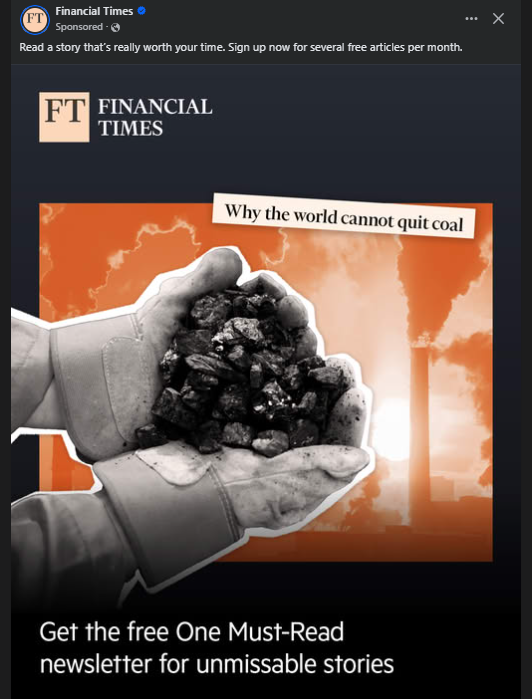 FT
Financial Times
Sponsored ·
Read a story that's really worth your time. Sign up now for several free articles per month.
FT
FINANCIAL
TIMES
Why the world cannot quit coal
Get the free One Must-Read
newsletter for unmissable stories